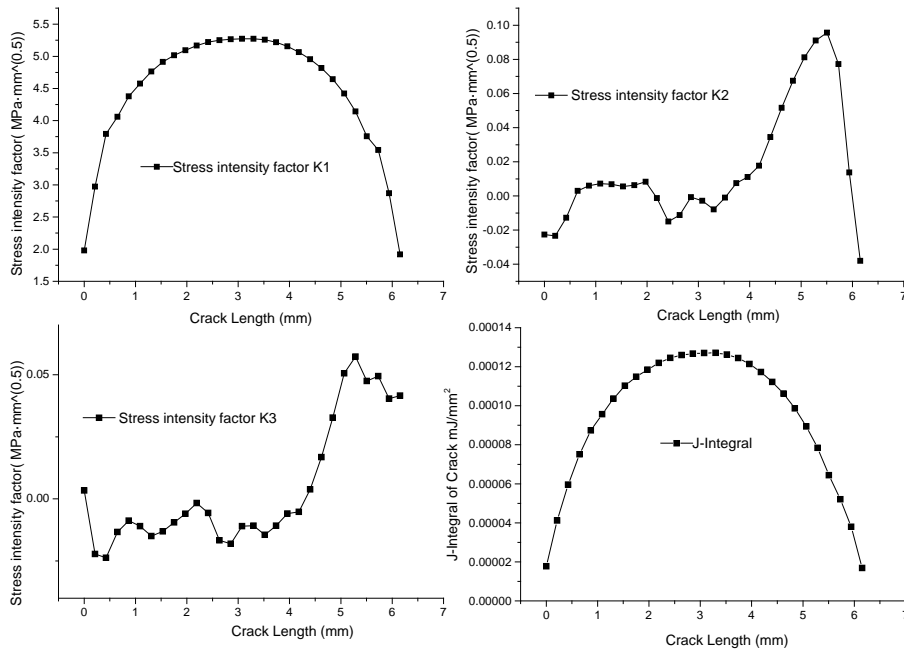 5.5
5.0
4.5
4.0
3.5
3.0
2.5
2.0
1.5
0 1 2 3 4 5 6 7
Stress intensity factor( MPa·mm^(0.5))
Crack Length (mm)
Stress intensity factor K1
0.10
0.08
0.06
0.04
0.02
0.00
-0.02
-0.04
0 1 2 3 4 5 6 7
Stress intensity factor( MPa·mm^(0.5))
Crack Length (mm)
Stress intensity factor K2
0.05
0.00
0 1 2 3 4 5 6 7
Stress intensity factor( MPa·mm^(0.5))
Crack Length (mm)
Stress intensity factor K3
0.00014
0.00012
0.00010
0.00008
0.00006
0.00004
0.00002
0.00000
0 1 2 3 4 5 6 7
J-Integral of Crack mJ/mm²
Crack Length (mm)
J-Integral